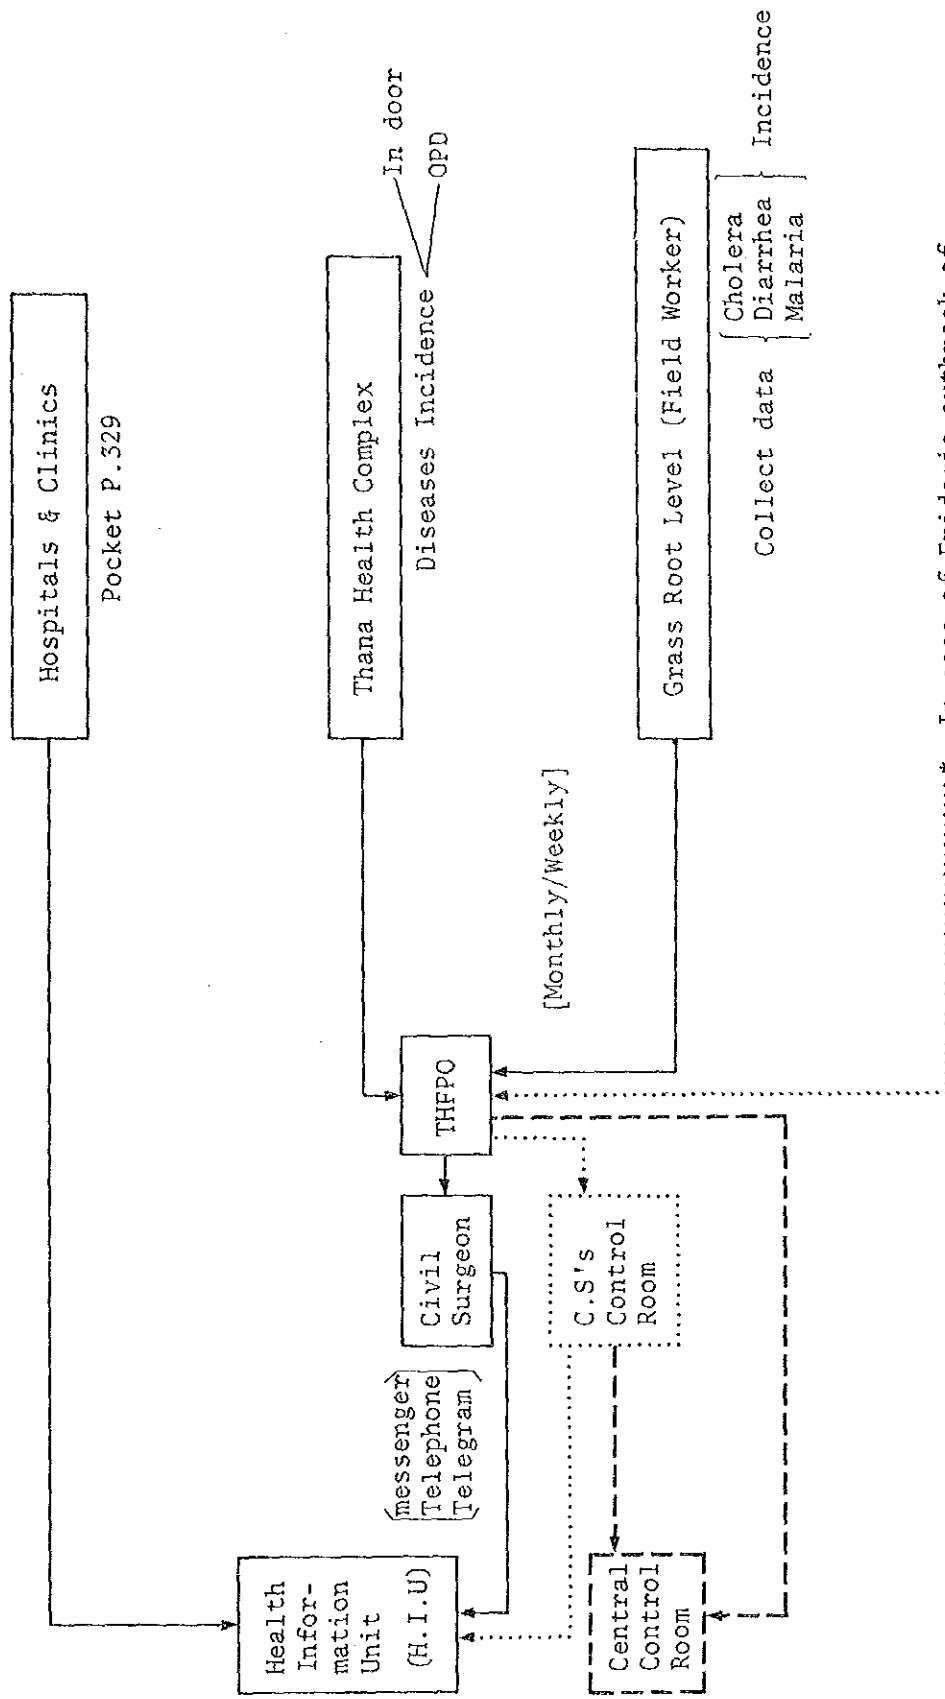 Hospitals & Clinics
Pocket P.329
Thana Health Complex
Diseases Incidence
In door
OPD
Grass Root Level (Field Worker)
Collect data
Cholera
Diarrhea
Malaria
Incidence
[Monthly/Weekly]
THFPO
Civil
Surgeon
(messenger
Telephone
Telegram)
C.S's
Control
Room
Health
Infor-
mation
Unit
(H.I.U)
Central
Control
Room
* In case of Epidemic outbreak of